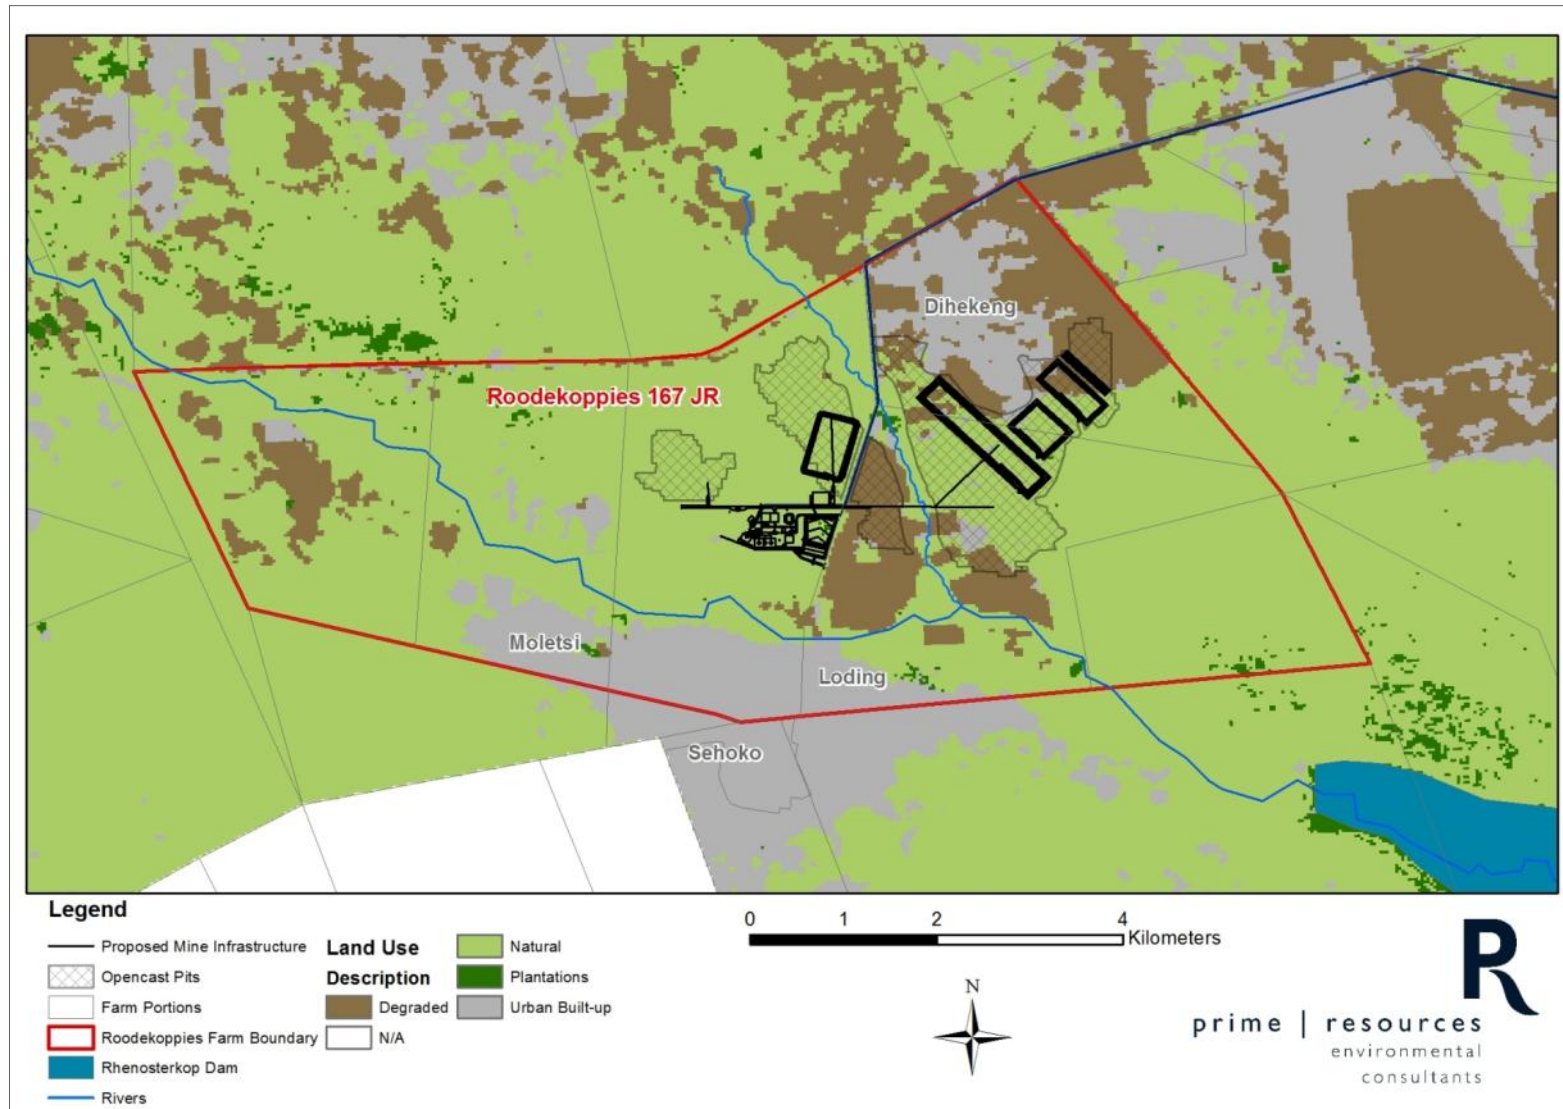 Dihekeng
Roodekoppies 167 JR
Moletsi
Loding
Sehoko
Legend
Proposed Mine Infrastructure
Opencast Pits
Farm Portions
Roodekoppies Farm Boundary
Rhenosterkop Dam
Rivers
Land Use
Description
Degraded
N/A
Natural
Plantations
Urban Built-up
0 1 2 4
Kilometers
N
R
prime | resources
environmental
consultants